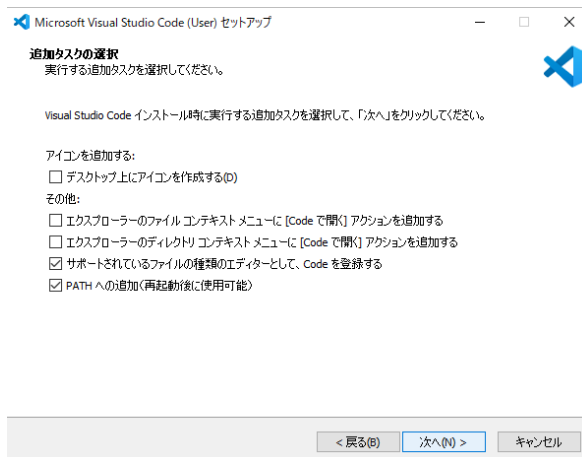 Microsoft Visual Studio Code (User) セットアップ
追加タスクの選択
実行する追加タスクを選択してください。
Visual Studio Code インストール時に実行する追加タスクを選択して、「次へ」をクリックしてください。
アイコンを追加する:
デスクトップ上にアイコンを作成する(D)
その他:
エクスプローラーのファイル コンテキスト メニューに [Code で開く] アクションを追加する
エクスプローラーのディレクトリ コンテキスト メニューに [Code で開く] アクションを追加する
サポートされているファイルの種類のエディターとして、Code を登録する
PATH への追加(再起動後に使用可能)
< 戻る(B) 次へ(N) > キャンセル